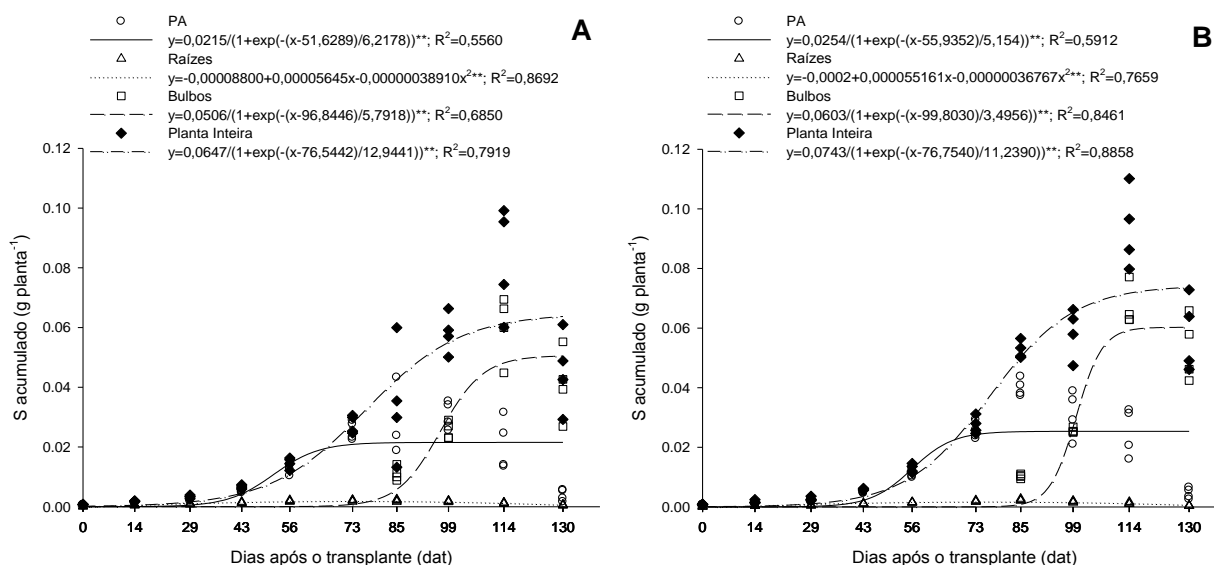 PA
y=0,0215/(1+exp(-(x-51,6289)/6,2178))**; R²=0,5560
Raízes
y=-0,00008800+0,00005645x-0,00000038910x²**; R²=0,8692
Bulbos
y=0,0506/(1+exp(-(x-96,8446)/5,7918))**; R²=0,6850
Planta Inteira
y=0,0647/(1+exp(-(x-76,5442)/12,9441))**; R²=0,7919
A
0.12
0.10
0.08
0.06
0.04
0.02
0.00
S acumulado (g planta⁻¹)
0 14 29 43 56 73 85 99 114 130
Dias após o transplante (dat)
PA
y=0,0254/(1+exp(-(x-55,9352)/5,154))**; R²=0,5912
Raízes
y=-0,0002+0,000055161x-0,00000036767x²**; R²=0,7659
Bulbos
y=0,0603/(1+exp(-(x-99,8030)/3,4956))**; R²=0,8461
Planta Inteira
y=0,0743/(1+exp(-(x-76,7540)/11,2390))**; R²=0,8858
B
0.12
0.10
0.08
0.06
0.04
0.02
0.00
S acumulado (g planta⁻¹)
0 14 29 43 56 73 85 99 114 130
Dias após o transplante (dat)